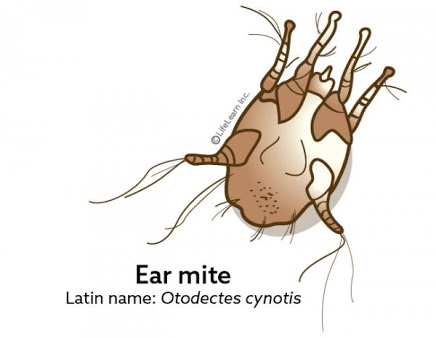 ©LifeLearn Inc.
Ear mite
Latin name: Otodectes cynotis